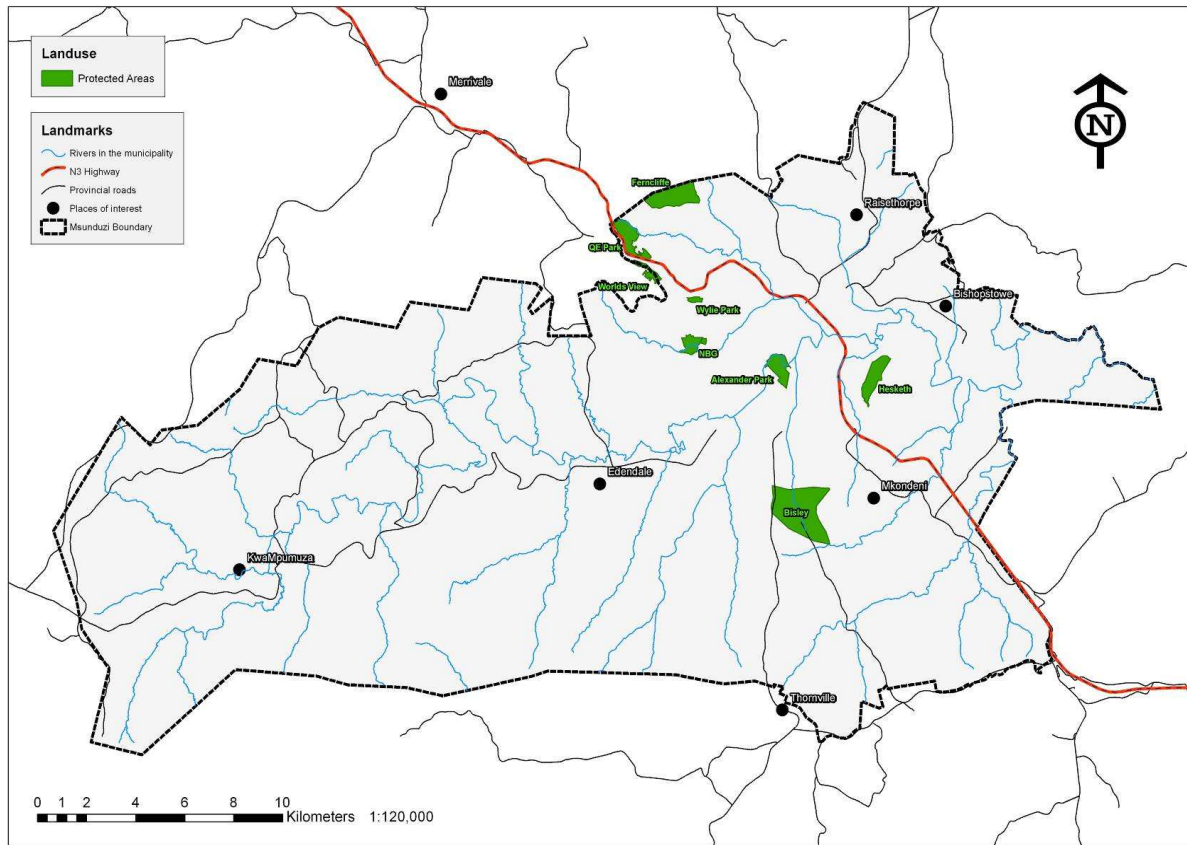 Landuse
Protected Areas
Landmarks
Rivers in the municipality
N3 Highway
Provincial roads
Places of interest
Msunduzi Boundary
Merrivale
N
Ferncliffe
Raisethorpe
QE Park
Worlds View
Bishopstowe
Wylie Park
NBG
Alexander Park
Hesketh
Edendale
Mkondeni
Bisley
KwaMpumuza
Thornville
0 1 2 4 6 8 10
Kilometers 1:120,000